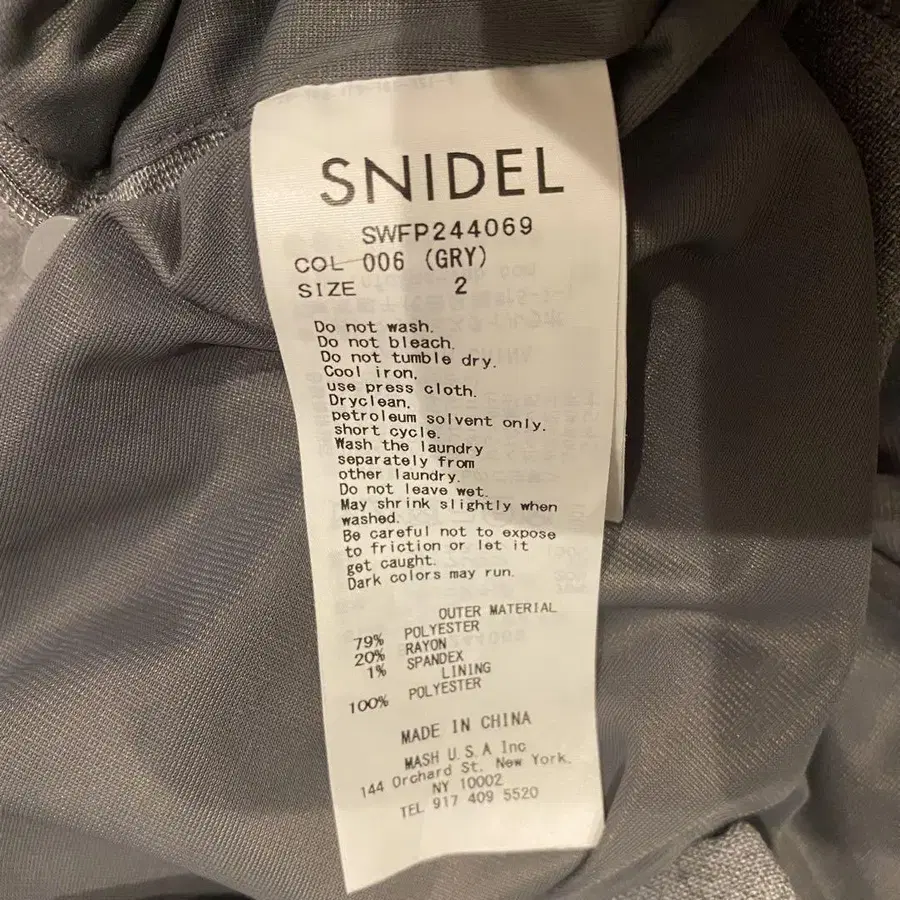 SNIDEL
SWFP244069
COL 006 (GRY)
SIZE 2
Do not wash.
Do not bleach.
Do not tumble dry.
Cool iron,
use press cloth.
Dryclean,
petroleum solvent only.
short cycle.
Wash the laundry
separately from
other laundry.
Do not leave wet.
May shrink slightly when
washed.
Be careful not to expose
to friction or let it
get caught.
Dark colors may run.
OUTER MATERIAL
79% POLYESTER
20% RAYON
1% SPANDEX
LINING
100% POLYESTER
MADE IN CHINA
MASH U.S.A Inc
144 Orchard St. New York.
NY 10002
TEL 917 409 5520